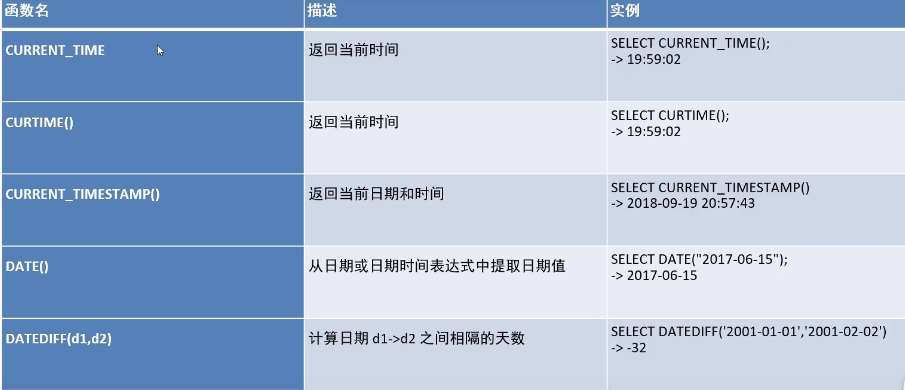 函数名 描述 实例
CURRENT_TIME 返回当前时间 SELECT CURRENT_TIME();
-> 19:59:02
CURTIME() 返回当前时间 SELECT CURTIME();
-> 19:59:02
CURRENT_TIMESTAMP() 返回当前日期和时间 SELECT CURRENT_TIMESTAMP()
-> 2018-09-19 20:57:43
DATE() 从日期或日期时间表达式中提取日期值 SELECT DATE("2017-06-15");
-> 2017-06-15
DATEDIFF(d1,d2) 计算日期 d1->d2 之间相隔的天数 SELECT DATEDIFF('2001-01-01','2001-02-02')
-> -32